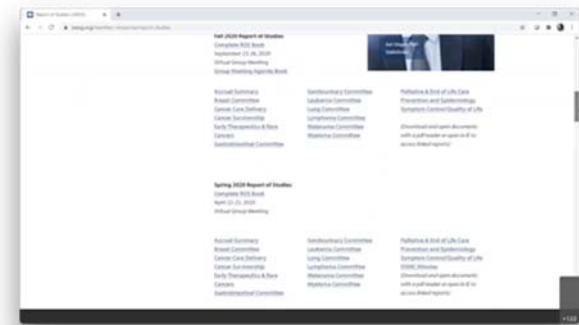 Report of Studies (ROS)
Fall 2020 Report of Studies
Complete ROS Book
September 23-26, 2020
Virtual Group Meeting
Group Meeting Agenda Book
Accrual Summary
Breast Committee
Cancer Care Delivery
Cancer Survivorship
Early Therapeutics & Rare
Cancers
Gastrointestinal Committee
Genitourinary Committee
Leukemia Committee
Lung Committee
Lymphoma Committee
Melanoma Committee
Myeloma Committee
Palliative & End of Life Care
Prevention and Epidemiology
Symptom Control/Quality of Life
(Download and open documents
with a pdf reader or open in IE to
access linked reports)
Spring 2020 Report of Studies
Complete ROS Book
2020
Virtual Group Meeting
Accrual Summary
Breast Committee
Cancer Care Delivery
Cancer Survivorship
Early Therapeutics & Rare
Cancers
Gastrointestinal Committee
Genitourinary Committee
Leukemia Committee
Lung Committee
Lymphoma Committee
Melanoma Committee
Myeloma Committee
Palliative & End of Life Care
Prevention and Epidemiology
Symptom Control/Quality of Life
(Download and open documents
with a pdf reader or open in IE to
access linked reports)